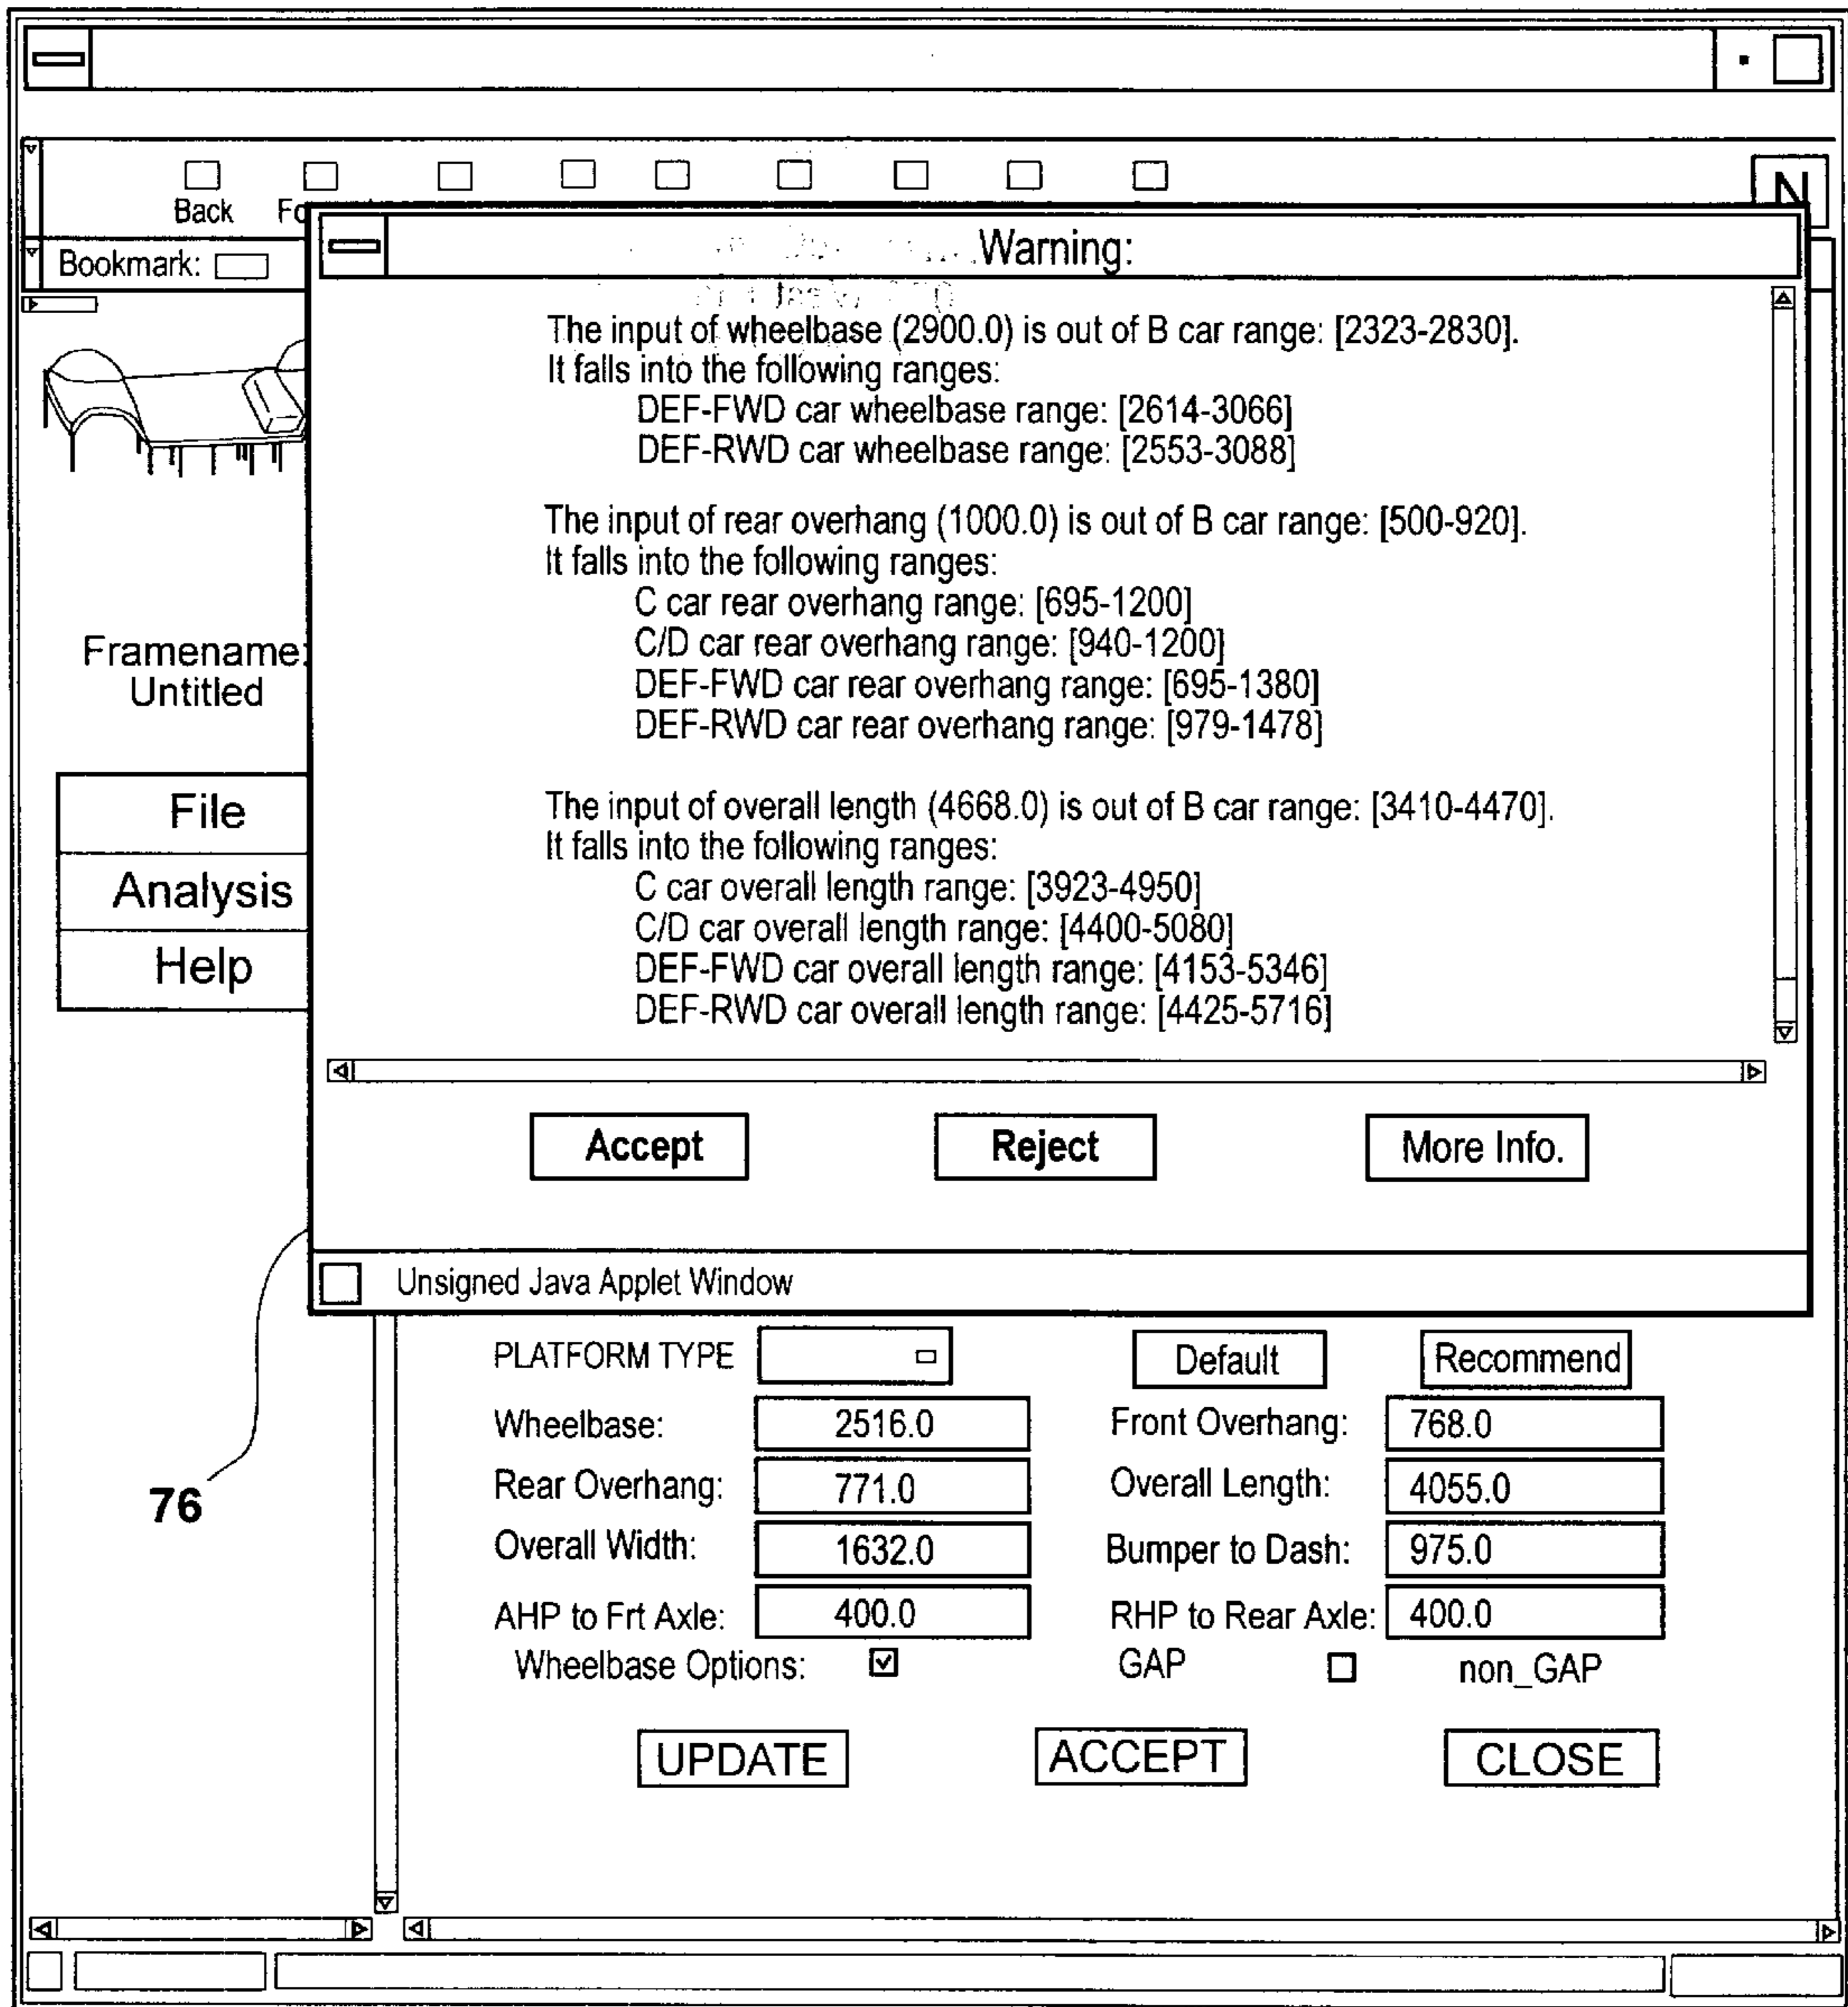 Back
N
Warning:
Bookmark:
The input of wheelbase (2900.0) is out of B car range: [2323-2830].
It falls into the following ranges:
DEF-FWD car wheelbase range: [2614-3066]
DEF-RWD car wheelbase range: [2553-3088]
The input of rear overhang (1000.0) is out of B car range: [500-920].
It falls into the following ranges:
C car rear overhang range: [695-1200]
C/D car rear overhang range: [940-1200]
DEF-FWD car rear overhang range: [695-1380]
DEF-RWD car rear overhang range: [979-1478]
The input of overall length (4668.0) is out of B car range: [3410-4470].
It falls into the following ranges:
C car overall length range: [3923-4950]
C/D car overall length range: [4400-5080]
DEF-FWD car overall length range: [4153-5346]
DEF-RWD car overall length range: [4425-5716]
Framename:
Untitled
File
Analysis
Help
Accept Reject More Info.
Unsigned Java Applet Window
76
PLATFORM TYPE Default Recommend
Wheelbase: 2516.0 Front Overhang: 768.0
Rear Overhang: 771.0 Overall Length: 4055.0
Overall Width: 1632.0 Bumper to Dash: 975.0
AHP to Frt Axle: 400.0 RHP to Rear Axle: 400.0
Wheelbase Options: GAP non_GAP
UPDATE ACCEPT CLOSE